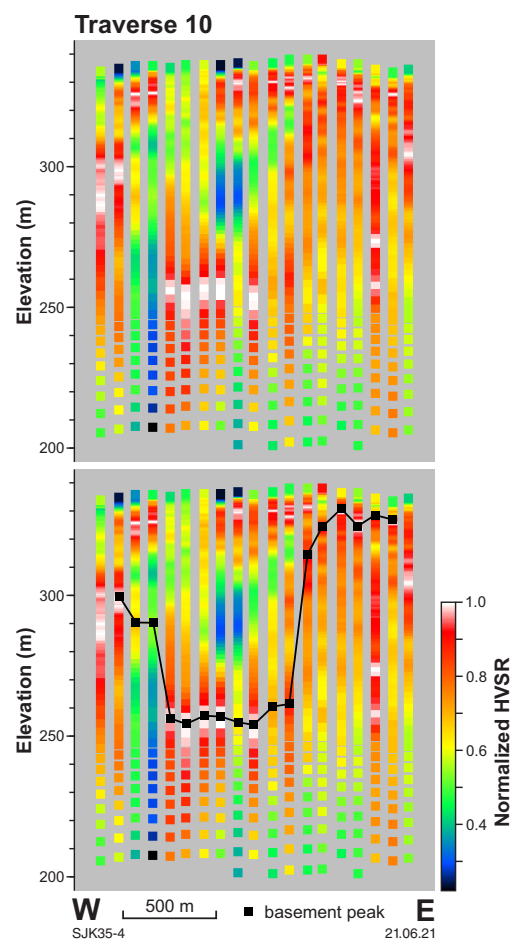 Traverse 10
Elevation (m)
300
250
200
Elevation (m)
300
250
200
1.0
0.8
0.6
0.4
Normalized HVSR
W 500 m basement peak E
SJK35-4 21.06.21